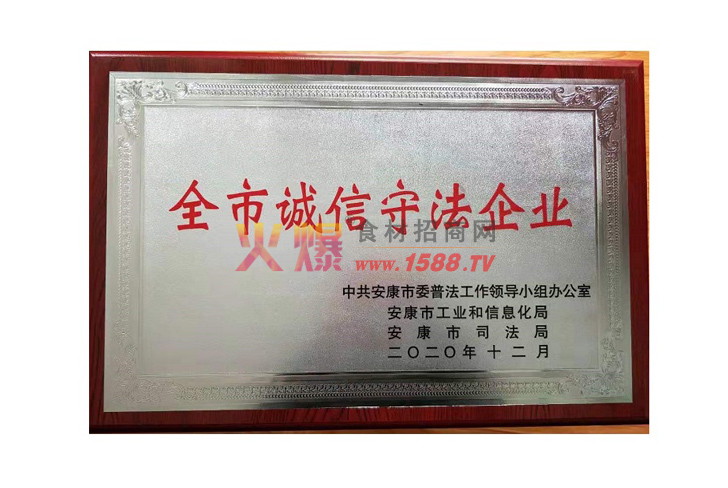 全市诚信守法企业
火爆食材招商网
www.1588.TV
中共安康市委普法工作领导小组办公室
安康市工业和信息化局
安康市司法局
二〇二〇年十二月